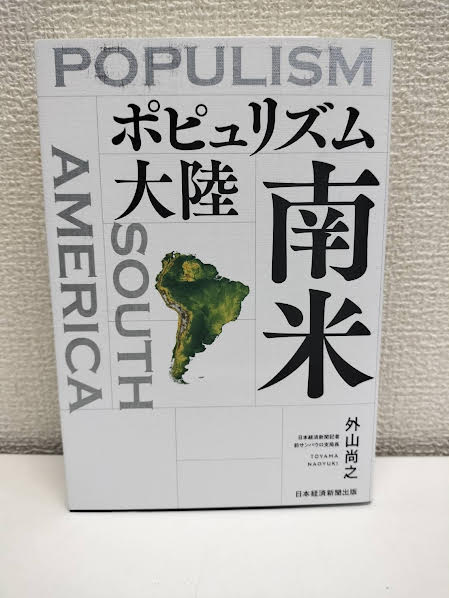 POPULISM
ポピュリズム
大陸
南米
SOUTH
AMERICA
日本経済新聞記者
前サンパウロ支局長
外山尚之
TOYAMA
NAOYUKI
日本経済新聞出版